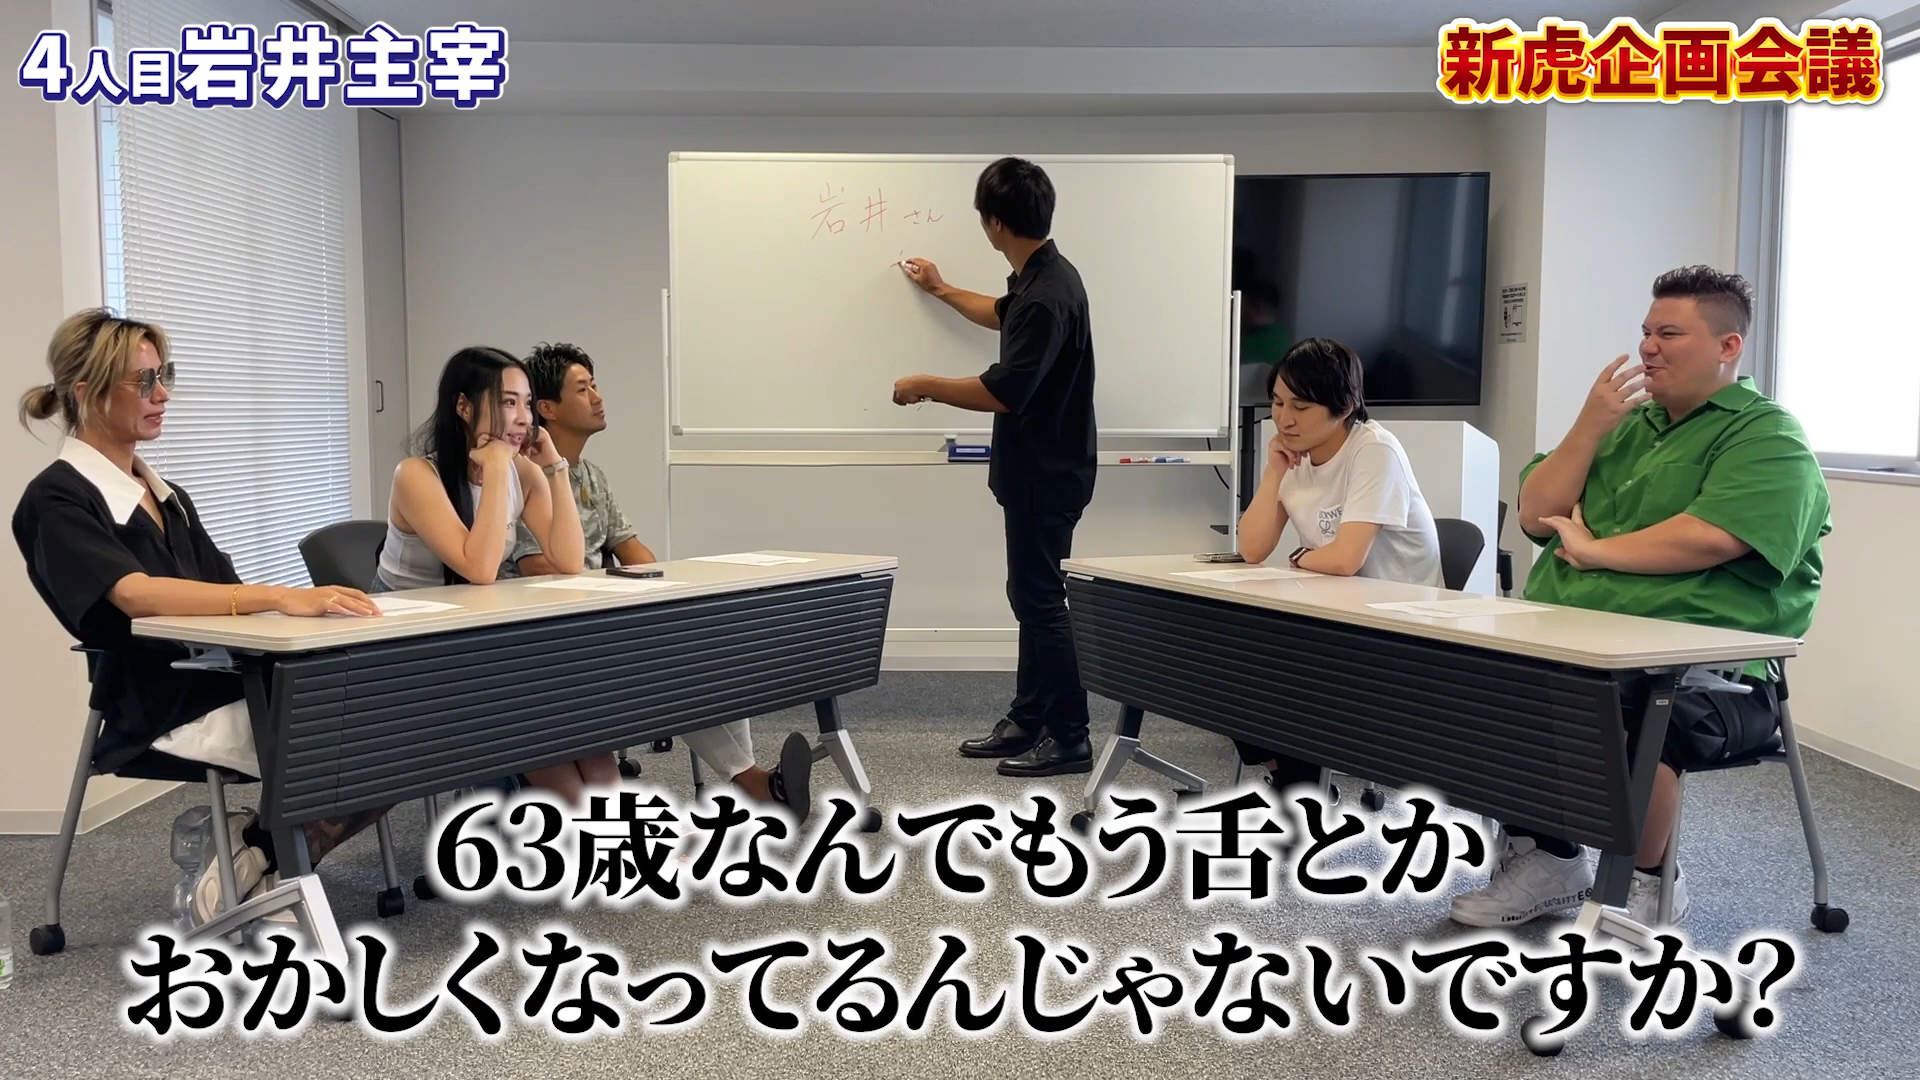 4人目岩井主宰
新虎企画会議
岩井さん
63歳なんでもう舌とか
おかしくなってるんじゃないですか?